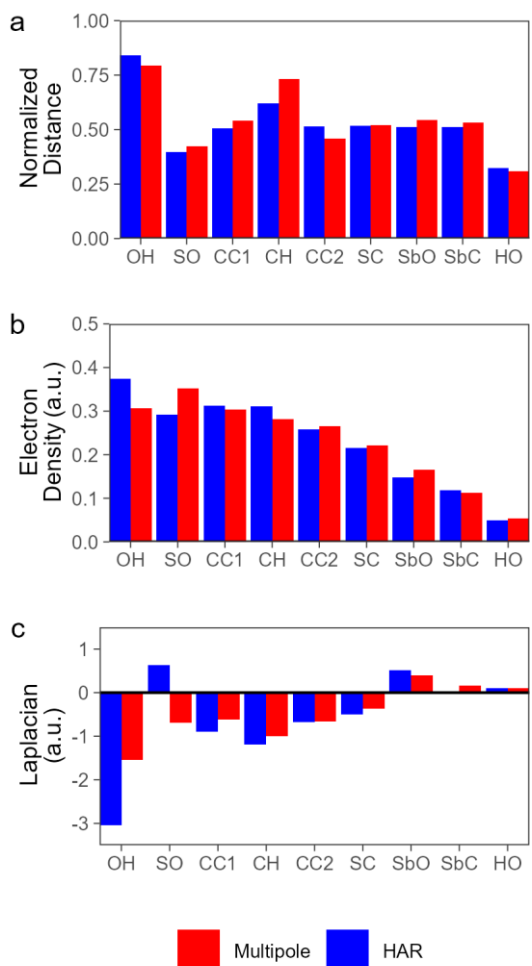 a
Normalized
Distance
1.00
0.75
0.50
0.25
0.00
OH SO CC1 CH CC2 SC SbO SbC HO
b
Electron
Density (a.u.)
0.5
0.4
0.3
0.2
0.1
0.0
OH SO CC1 CH CC2 SC SbO SbC HO
c
Laplacian
(a.u.)
1
0
-1
-2
-3
OH SO CC1 CH CC2 SC SbO SbC HO
Multipole HAR